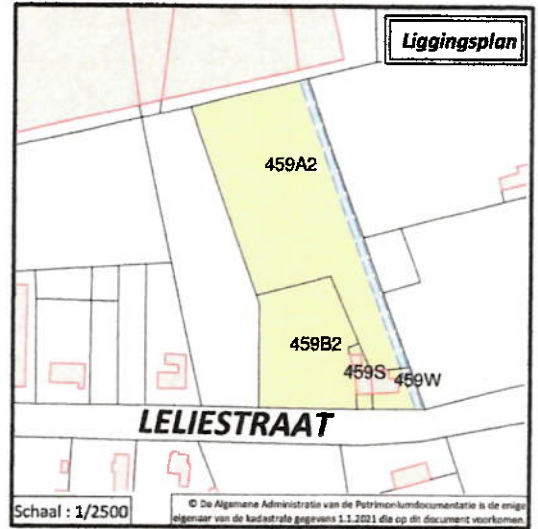 Liggingsplan
459A2
459B2
459S
459W
LELIESTRAAT
Schaal : 1/2500
© De Algemene Administratie van de Patrimoniumdocumentatie is de enige
eigenaar van de kadastrale gegevens 1.1.2021 die op dit document voorkomen.